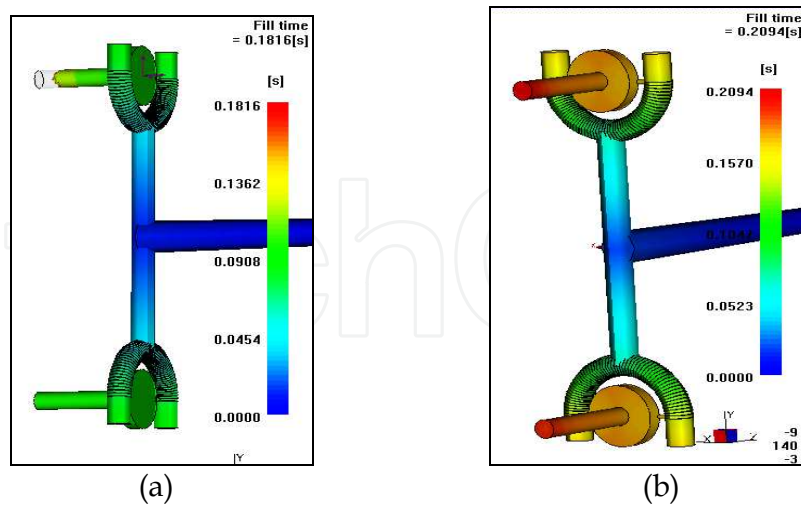 Fill time
= 0.1816[s]
[s]
0.1816
0.1362
0.0908
0.0454
0.0000
Y
(a)
Fill time
= 0.2094[s]
[s]
0.2094
0.1570
0.1047
0.0523
0.0000
Y
X
Z
-9
140
-3
(b)